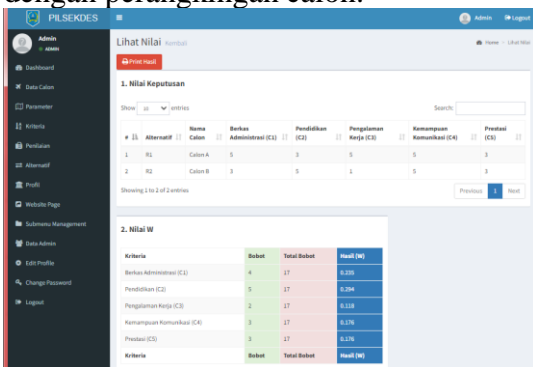 dengan perangkingan calon.
PILSEKDES
Admin
Logout
Admin
ADMIN
Dashboard
Data Calon
Parameter
Kriteria
Penilaian
Alternatif
Profil
Website Page
Submenu Management
Data Admin
Edit Profile
Change Password
Logout
Lihat Nilai Kembali
Home > Lihat Nilai
Print Hasil
1. Nilai Keputusan
Show 10 entries
Search:
# Alternatif Nama Calon Berkas Administrasi (C1) Pendidikan (C2) Pengalaman Kerja (C3) Kemampuan Komunikasi (C4) Prestasi (C5)
1 R1 Calon A 5 3 5 5 3
2 R2 Calon B 3 5 1 5 3
Showing 1 to 2 of 2 entries
Previous 1 Next
2. Nilai W
Kriteria Bobot Total Bobot Hasil (W)
Berkas Administrasi (C1) 4 17 0.235
Pendidikan (C2) 5 17 0.294
Pengalaman Kerja (C3) 2 17 0.118
Kemampuan Komunikasi (C4) 3 17 0.176
Prestasi (C5) 3 17 0.176
Kriteria Bobot Total Bobot Hasil (W)